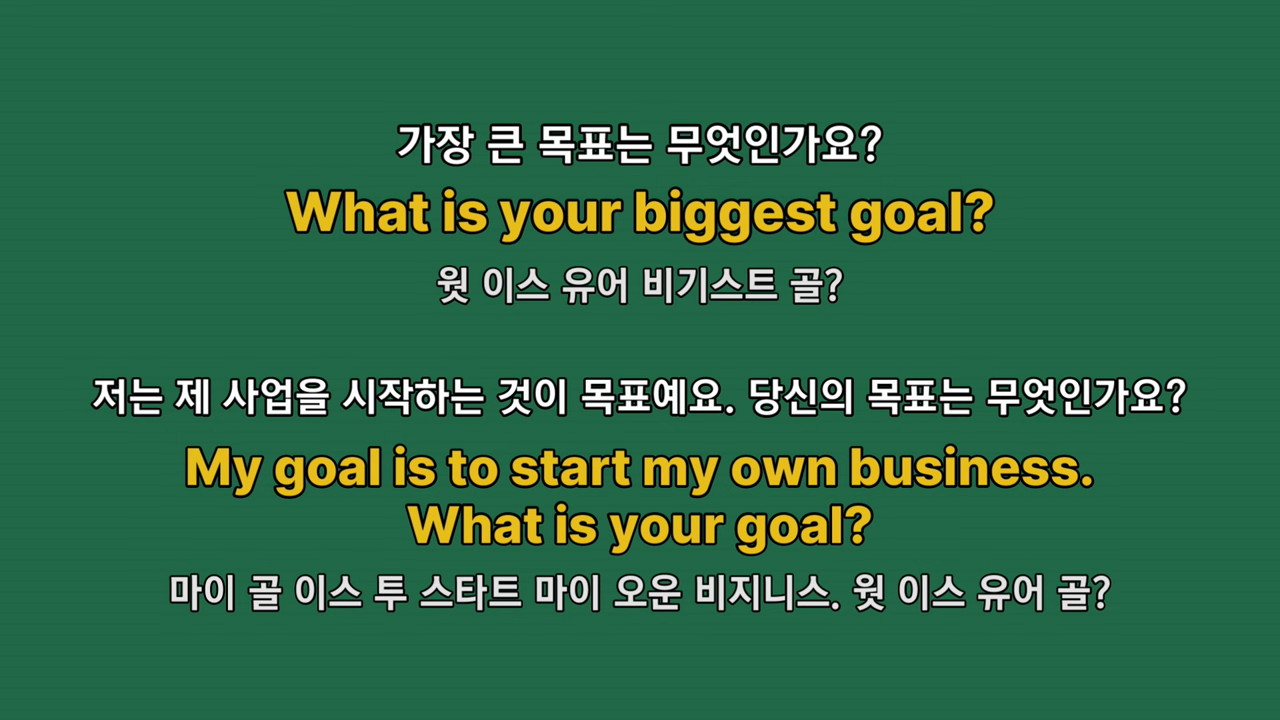 가장 큰 목표는 무엇인가요?
What is your biggest goal?
웟 이스 유어 비기스트 골?
저는 제 사업을 시작하는 것이 목표예요. 당신의 목표는 무엇인가요?
My goal is to start my own business.
What is your goal?
마이 골 이스 투 스타트 마이 오운 비지니스. 웟 이스 유어 골?